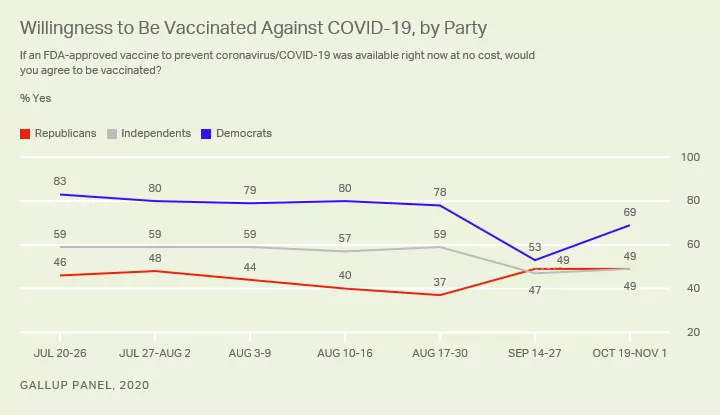 Willingness to Be Vaccinated Against COVID-19, by Party
If an FDA-approved vaccine to prevent coronavirus/COVID-19 was available right now at no cost, would
you agree to be vaccinated?
% Yes
Republicans Independents Democrats
100
83 80 79 80 78
80
69
59 59 59 57 59
60
53
49 49
46 48 44 40 37
40
47 49
20
JUL 20-26 JUL 27-AUG 2 AUG 3-9 AUG 10-16 AUG 17-30 SEP 14-27 OCT 19-NOV 1
GALLUP PANEL, 2020